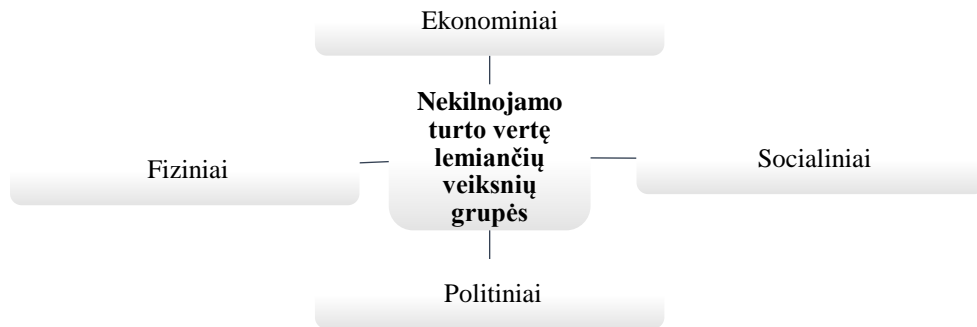 Ekonominiai
Nekilnojamo
turto vertę
lemiančių
veiksnių
grupės
Fiziniai
Socialiniai
Politiniai